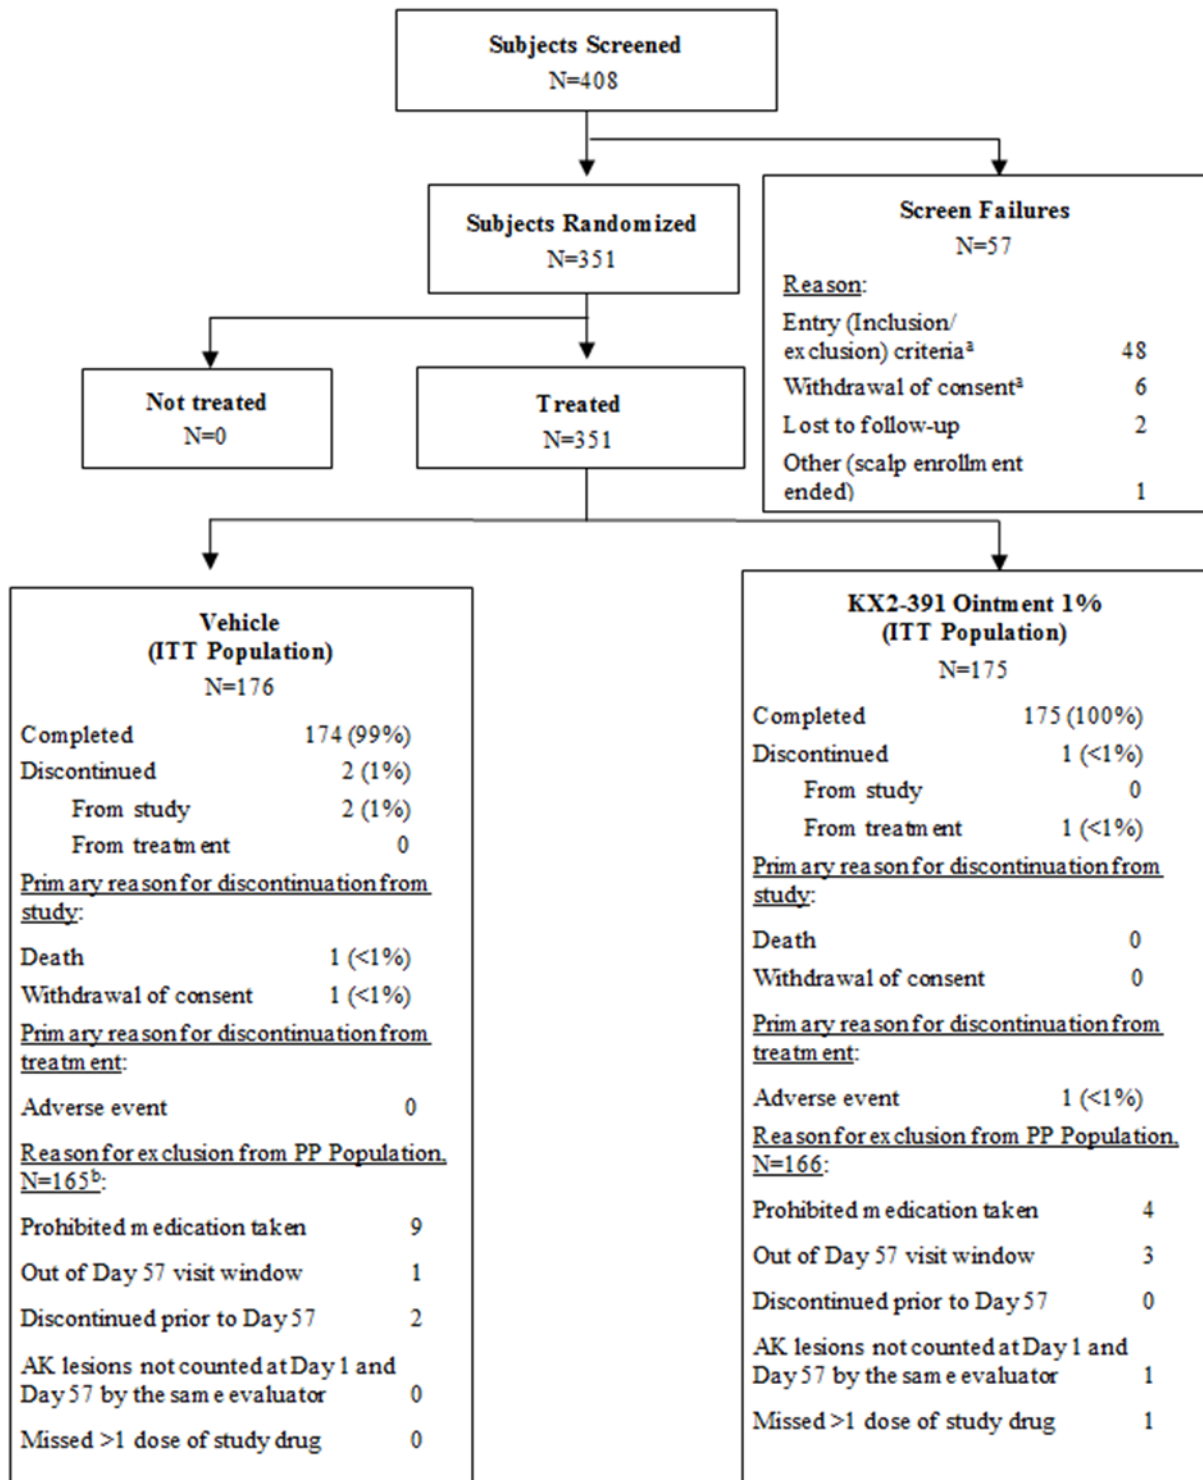 Subjects Screened
N=408
Subjects Randomized
N=351
Screen Failures
N=57
Reason:
Entry (Inclusion/
exclusion) criteriaᵃ 48
Withdrawal of consentᵃ 6
Lost to follow-up 2
Other (scalp enrollment
ended) 1
Not treated
N=0
Treated
N=351
Vehicle
(ITT Population)
N=176
Completed 174 (99%)
Discontinued 2 (1%)
From study 2 (1%)
From treatment 0
Primary reason for discontinuation from
study:
Death 1 (<1%)
Withdrawal of consent 1 (<1%)
Primary reason for discontinuation from
treatment:
Adverse event 0
Reason for exclusion from PP Population,
N=165ᵇ:
Prohibited medication taken 9
Out of Day 57 visit window 1
Discontinued prior to Day 57 2
AK lesions not counted at Day 1 and
Day 57 by the same evaluator 0
Missed >1 dose of study drug 0
KX2-391 Ointment 1%
(ITT Population)
N=175
Completed 175 (100%)
Discontinued 1 (<1%)
From study 0
From treatment 1 (<1%)
Primary reason for discontinuation from
study:
Death 0
Withdrawal of consent 0
Primary reason for discontinuation from
treatment:
Adverse event 1 (<1%)
Reason for exclusion from PP Population,
N=166:
Prohibited medication taken 4
Out of Day 57 visit window 3
Discontinued prior to Day 57 0
AK lesions not counted at Day 1 and
Day 57 by the same evaluator 1
Missed >1 dose of study drug 1